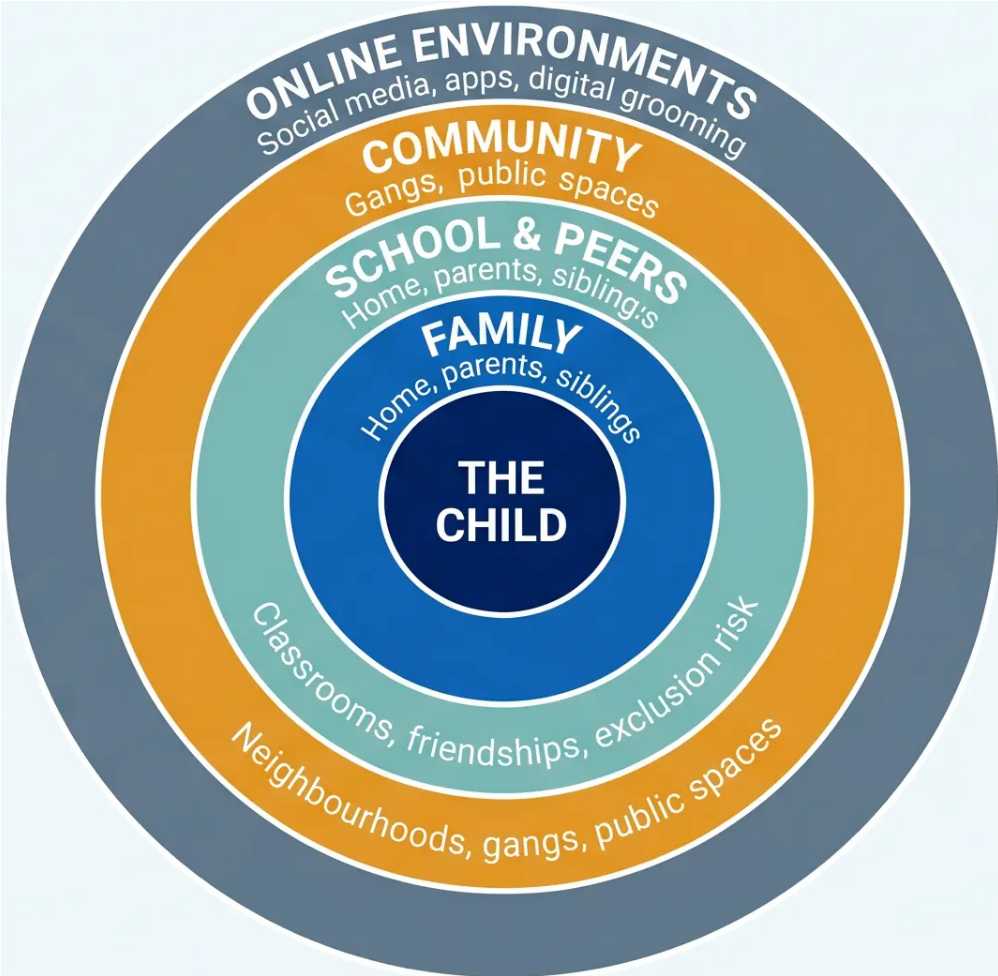 ONLINE ENVIRONMENTS
Social media, apps, digital grooming
COMMUNITY
Gangs, public spaces
SCHOOL & PEERS
Home, parents, siblings
FAMILY
Home, parents, siblings
THE
CHILD
Classrooms, friendships, exclusion risk
Neighbourhoods, gangs, public spaces